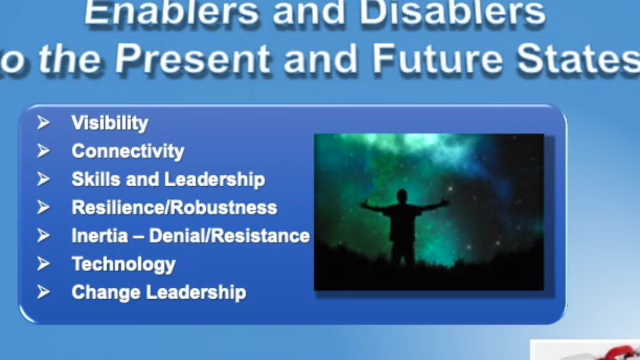 Enablers and Disablers
to the Present and Future States
Visibility
Connectivity
Skills and Leadership
Resilience/Robustness
Inertia – Denial/Resistance
Technology
Change Leadership